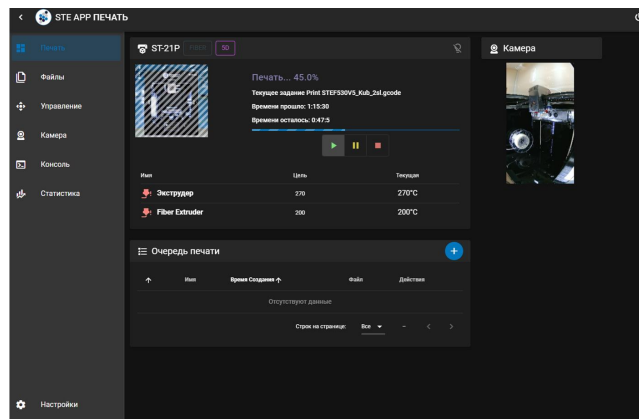 STE APP ПЕЧАТЬ
Печать
Файлы
Управление
Камера
Консоль
Статистика
Настройки
ST-21P
SD
Печать... 45.0%
Текущее задание Print STEF530V5_Kub_2sl.gcode
Времени прошло: 1:15:30
Времени осталось: 0:47:5
Имя Цель Текущая
Экструдер 270 270°C
Fiber Extruder 200 200°C
Очередь печати
Имя Время Создания Файл Действия
Отсутствуют данные
Строк на странице: Все –
Камера